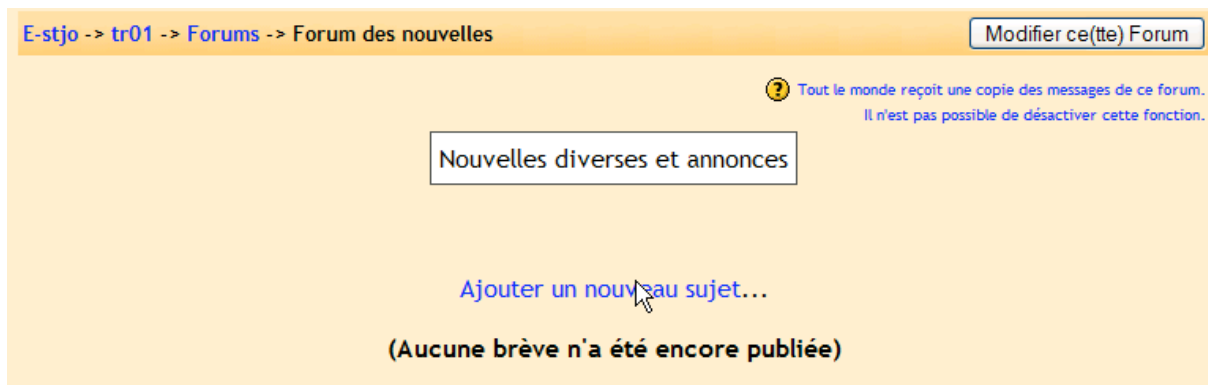 E-stjo -> tr01 -> Forums -> Forum des nouvelles
Modifier ce(tte) Forum
Tout le monde reçoit une copie des messages de ce forum.
Il n'est pas possible de désactiver cette fonction.
Nouvelles diverses et annonces
Ajouter un nouveau sujet...
(Aucune brève n'a été encore publiée)